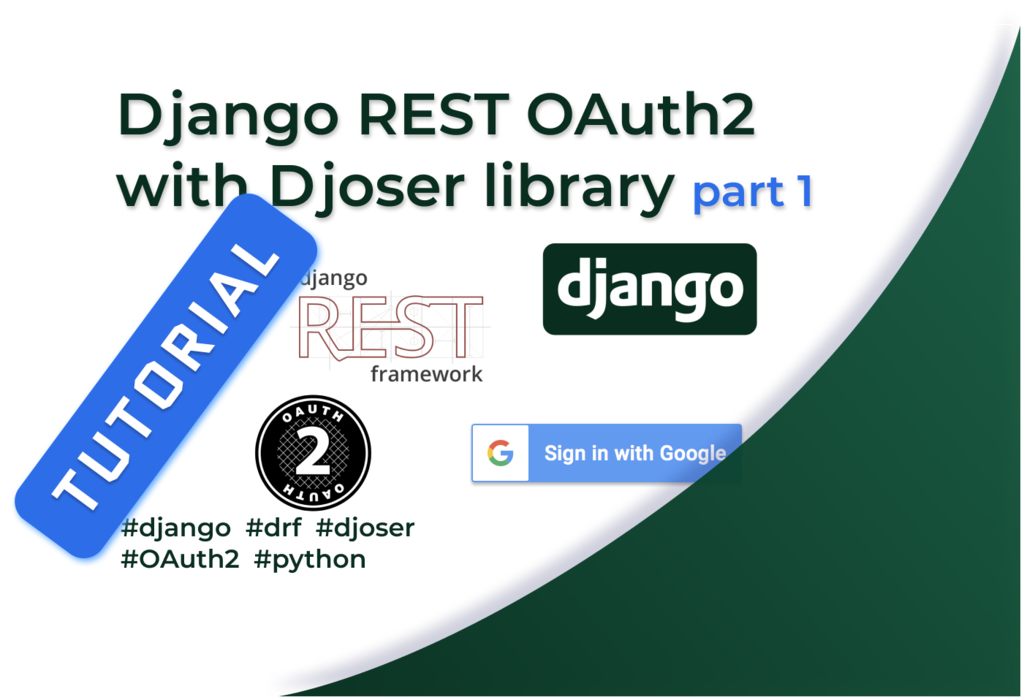 Django REST OAuth2
with Djoser library part 1
TUTORIAL
django
REST
framework
django
OAUTH
2
OAUTH
Sign in with Google
#django #drf #djoser
#OAuth2 #python